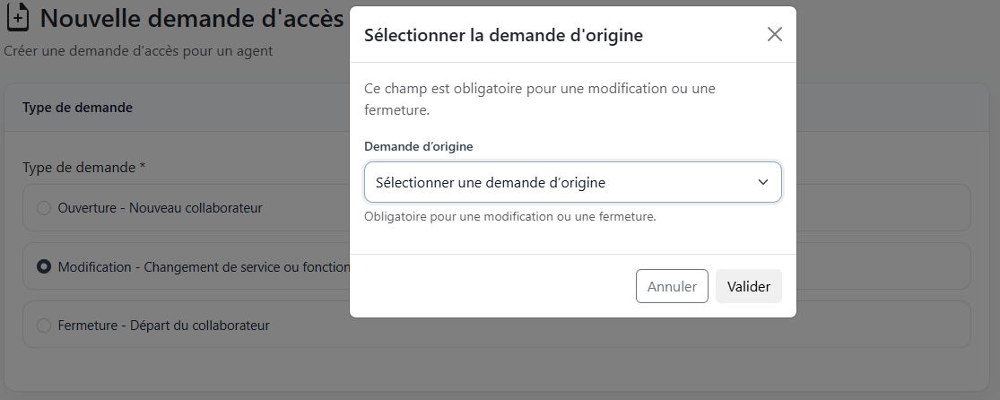 Nouvelle demande d'accès
Créer une demande d'accès pour un agent
Type de demande
Type de demande *
Ouverture - Nouveau collaborateur
Modification - Changement de service ou fonction
Fermeture - Départ du collaborateur
Sélectionner la demande d'origine
Ce champ est obligatoire pour une modification ou une
fermeture.
Demande d’origine
Sélectionner une demande d’origine
Obligatoire pour une modification ou une fermeture.
Annuler
Valider